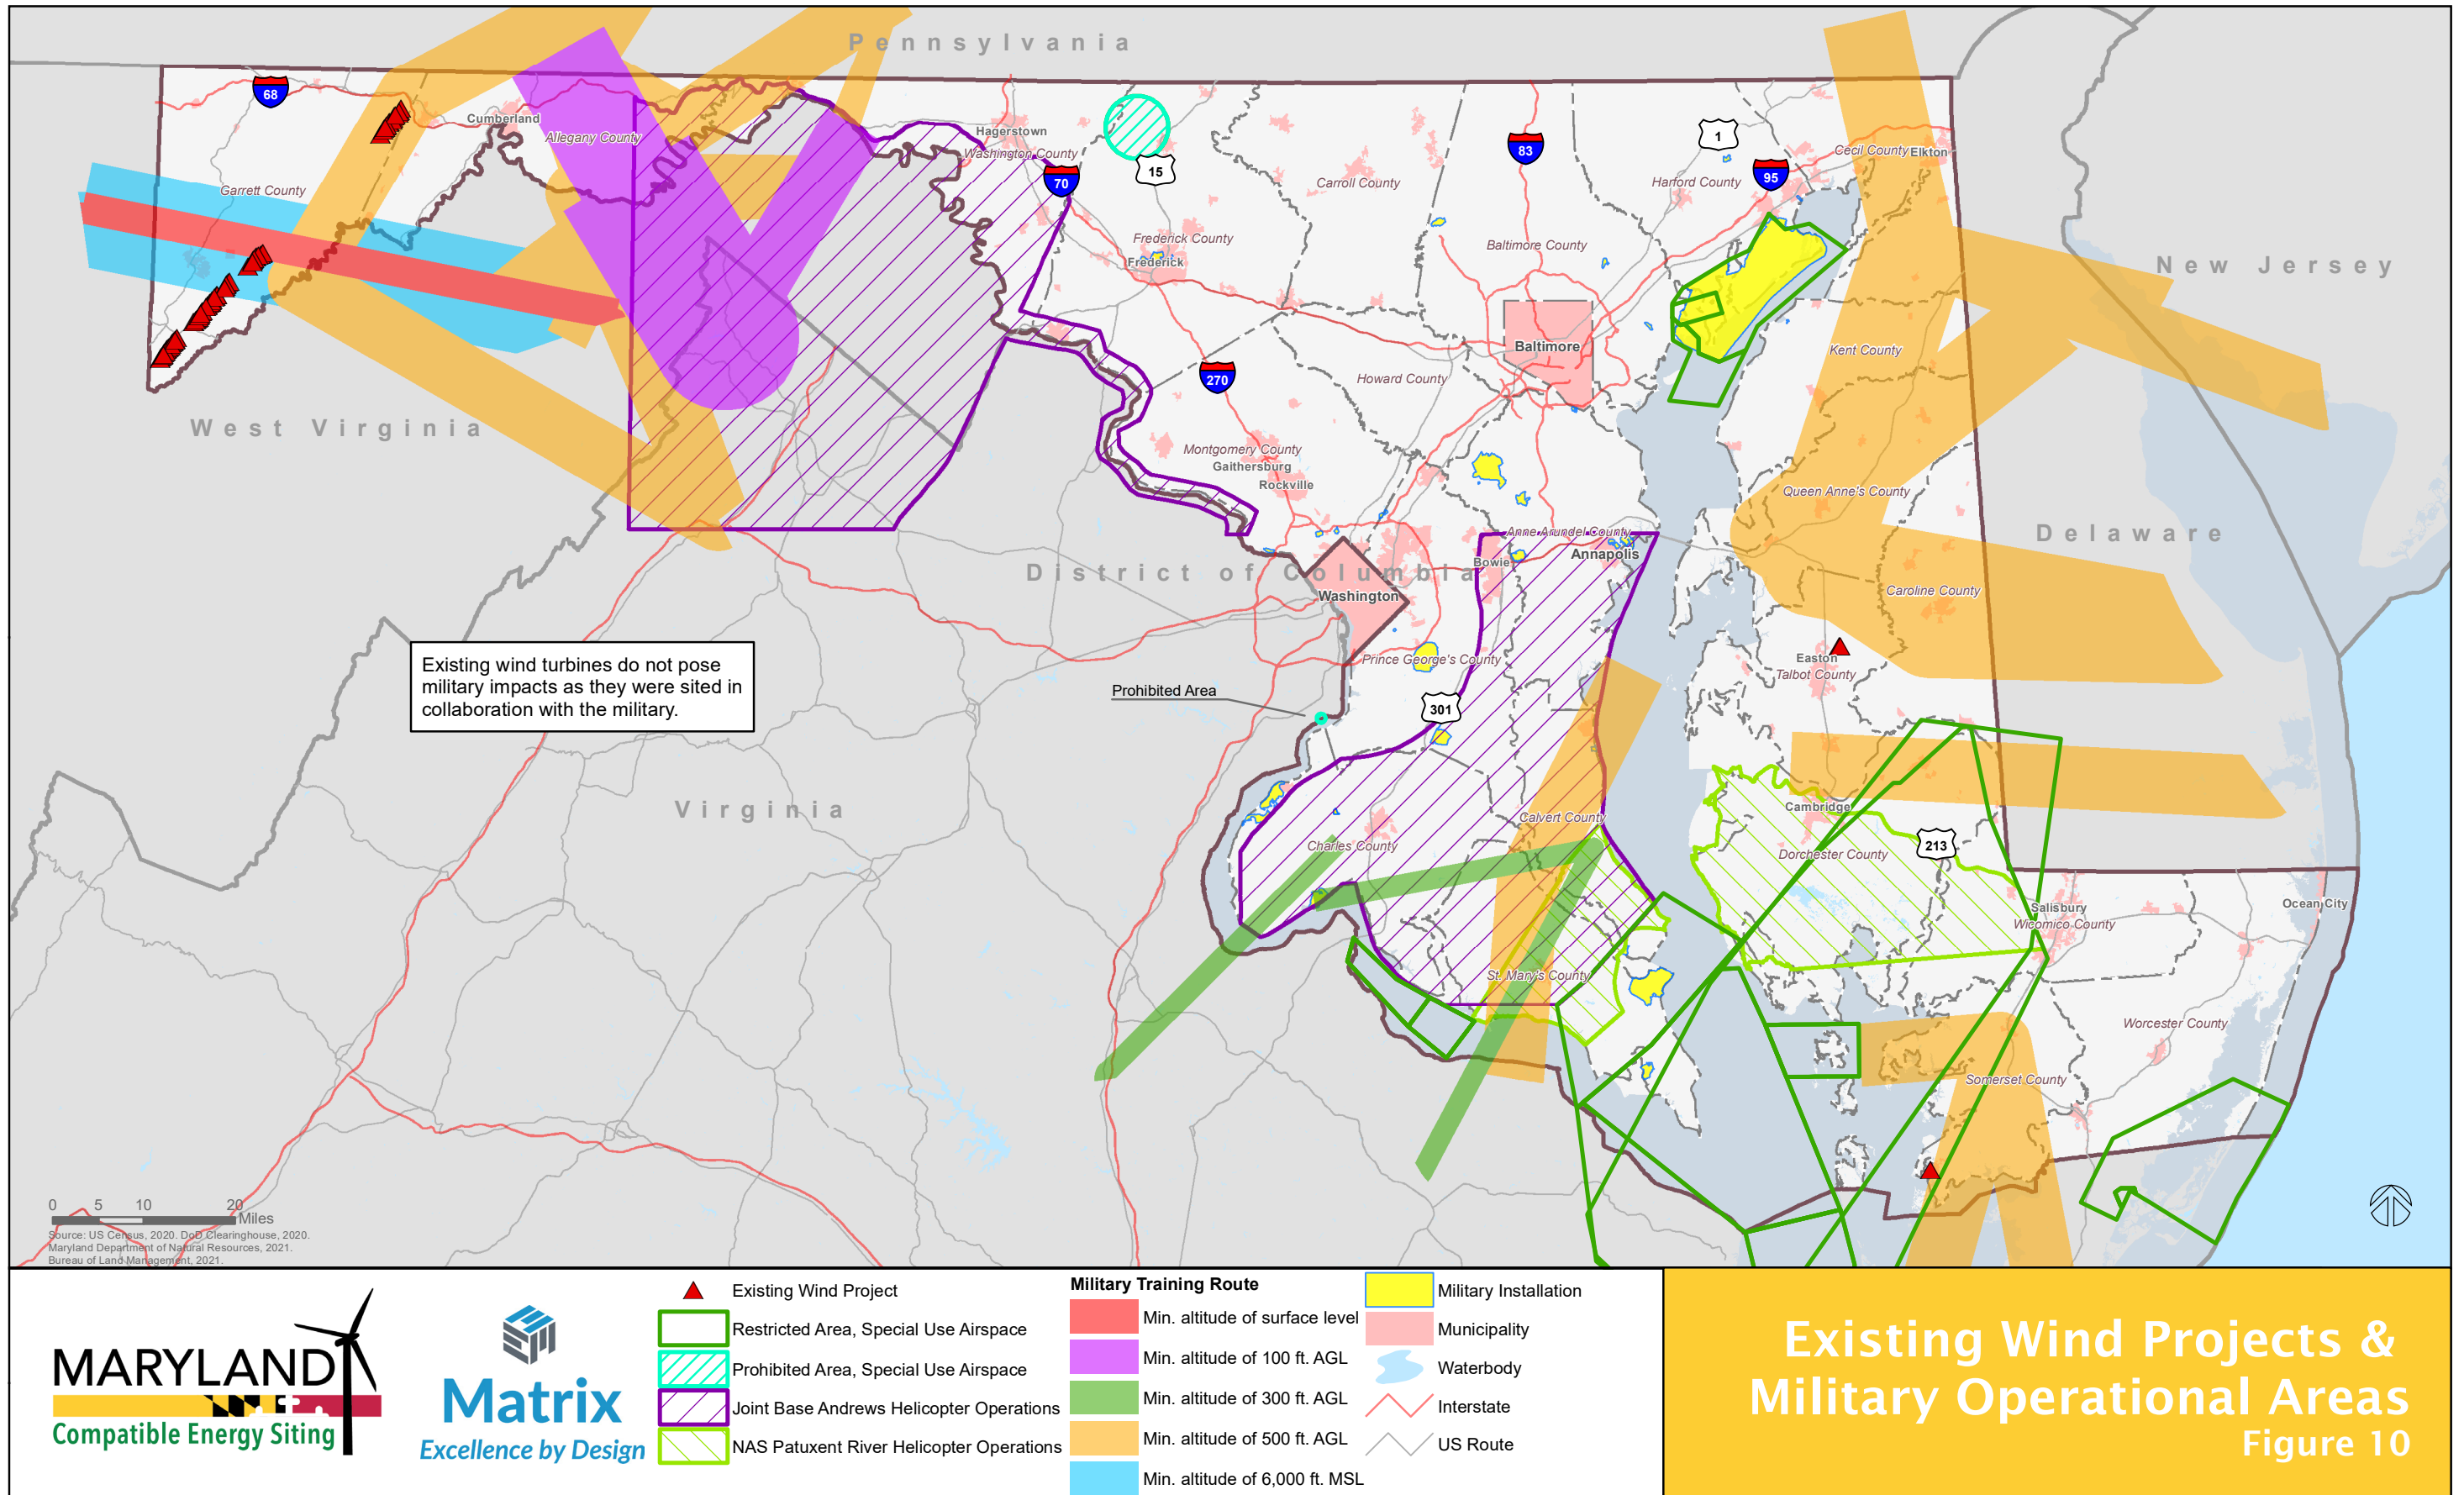 Pennsylvania
68
Cumberland
Allegany County
Hagerstown
Washington County
70
15
83
1
Cecil County
Elkton
95
Harford County
Carroll County
Garrett County
Frederick County
Frederick
Baltimore County
New Jersey
Baltimore
Kent County
270
Howard County
West Virginia
Montgomery County
Gaithersburg
Rockville
Queen Anne's County
Anne Arundel County
Annapolis
Bowie
Delaware
District of Columbia
Washington
Caroline County
Existing wind turbines do not pose
military impacts as they were sited in
collaboration with the military.
Prince George's County
Easton
Talbot County
Prohibited Area
301
Virginia
Cambridge
Calvert County
Charles County
213
Dorchester County
Salisbury
Wicomico County
Ocean City
St. Mary's County
Worcester County
Somerset County
0 5 10 20
Miles
Source: US Census, 2020. DoD Clearinghouse, 2020.
Maryland Department of Natural Resources, 2021.
Bureau of Land Management, 2021.
MARYLAND
Compatible Energy Siting
Matrix
Excellence by Design
Existing Wind Project
Restricted Area, Special Use Airspace
Prohibited Area, Special Use Airspace
Joint Base Andrews Helicopter Operations
NAS Patuxent River Helicopter Operations
Military Training Route
Min. altitude of surface level
Min. altitude of 100 ft. AGL
Min. altitude of 300 ft. AGL
Min. altitude of 500 ft. AGL
Min. altitude of 6,000 ft. MSL
Military Installation
Municipality
Waterbody
Interstate
US Route
Existing Wind Projects &
Military Operational Areas
Figure 10